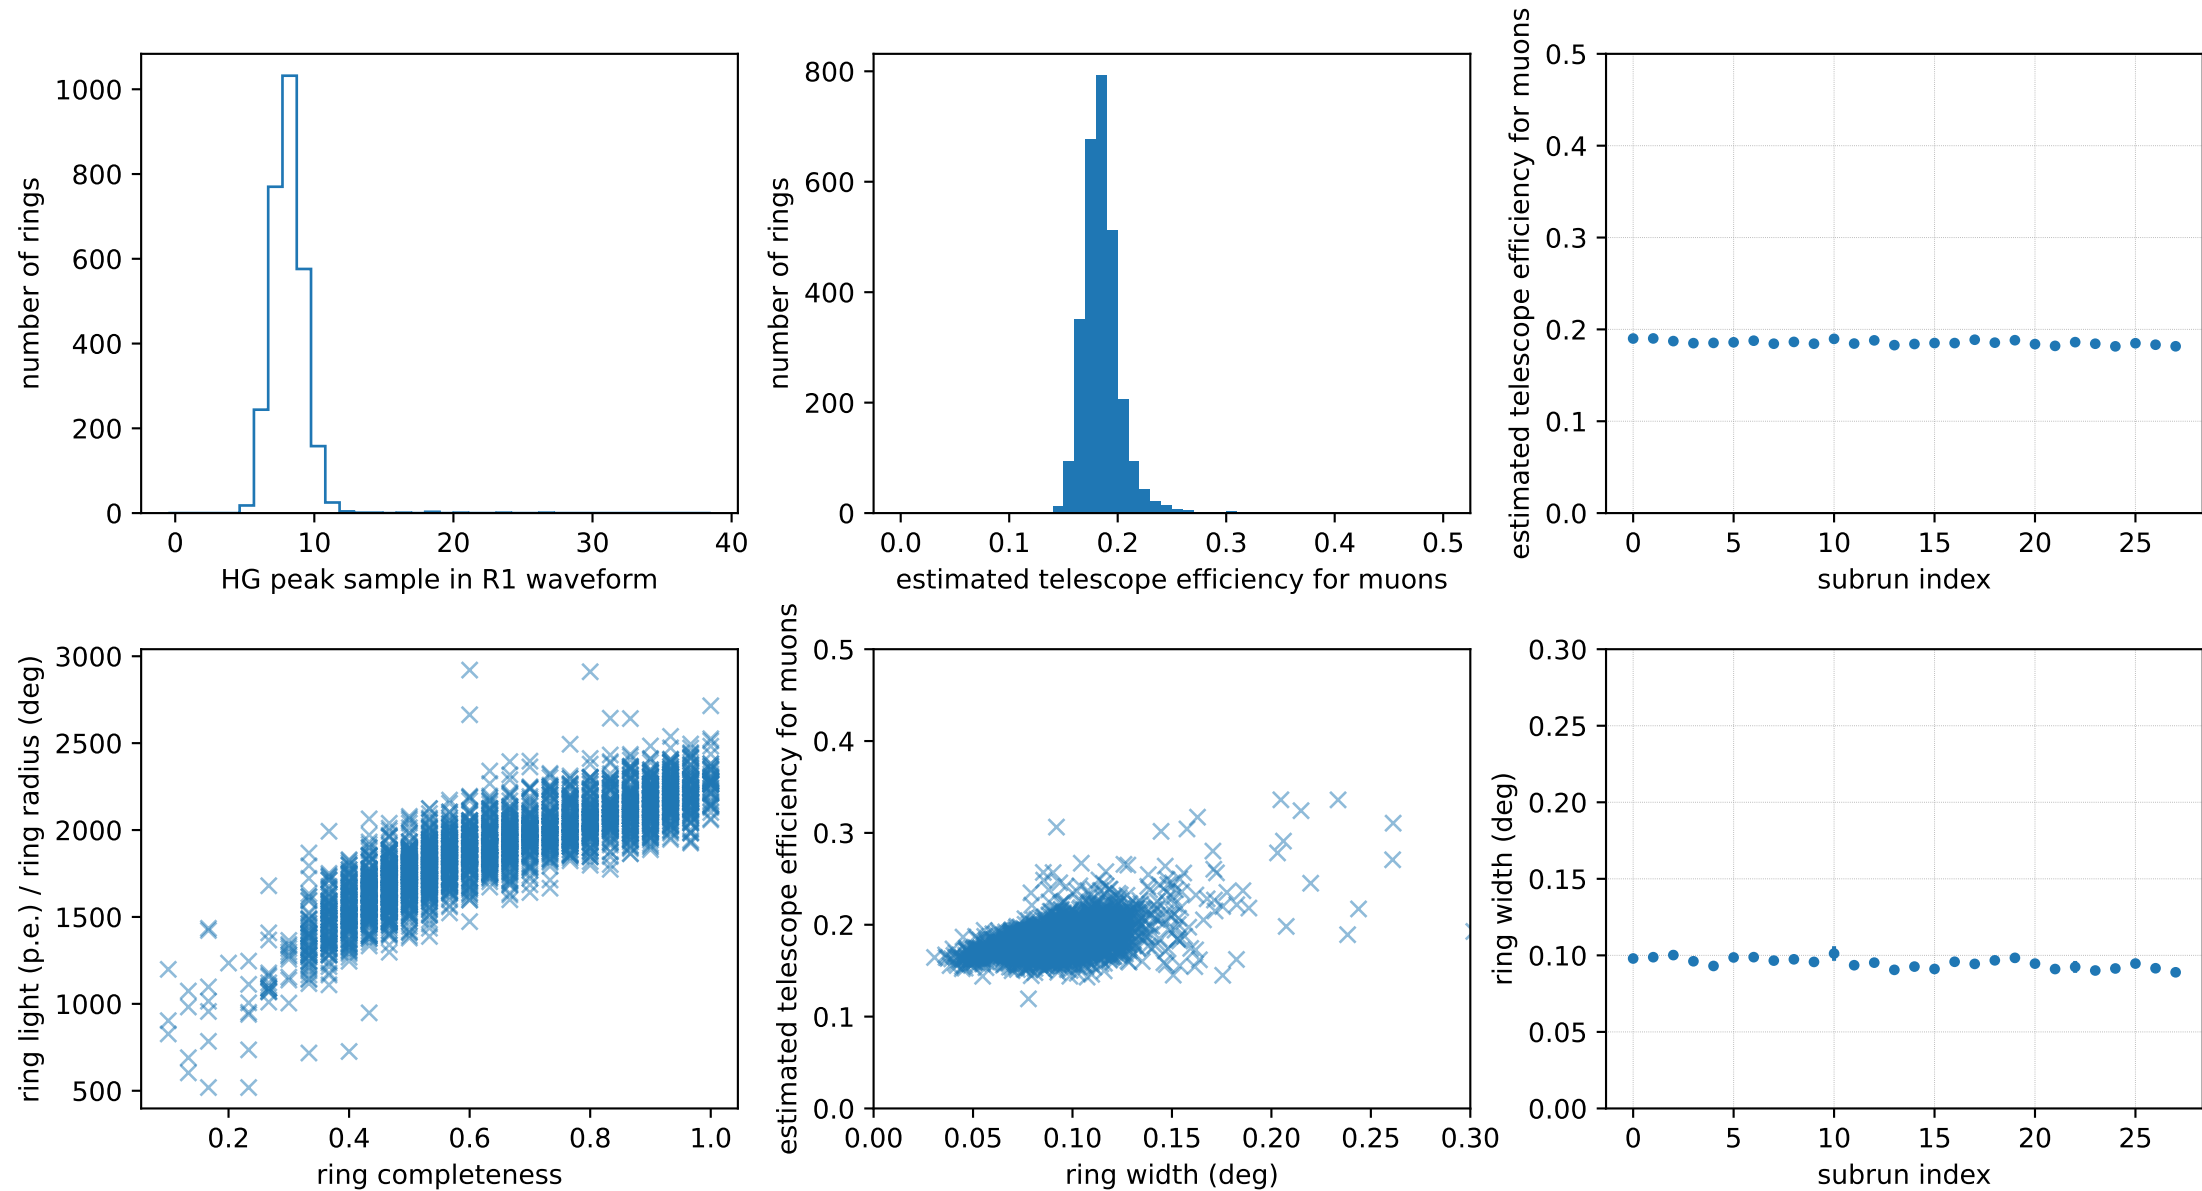 number of rings
1000
800
600
400
200
0
0 10 20 30 40
HG peak sample in R1 waveform
number of rings
800
600
400
200
0
0.0 0.1 0.2 0.3 0.4 0.5
estimated telescope efficiency for muons
estimated telescope efficiency for muons
0.5
0.4
0.3
0.2
0.1
0.0
0 5 10 15 20 25
subrun index
ring light (p.e.) / ring radius (deg)
3000
2500
2000
1500
1000
500
0.2 0.4 0.6 0.8 1.0
ring completeness
estimated telescope efficiency for muons
0.5
0.4
0.3
0.2
0.1
0.0
0.00 0.05 0.10 0.15 0.20 0.25 0.30
ring width (deg)
ring width (deg)
0.30
0.25
0.20
0.15
0.10
0.05
0.00
0 5 10 15 20 25
subrun index